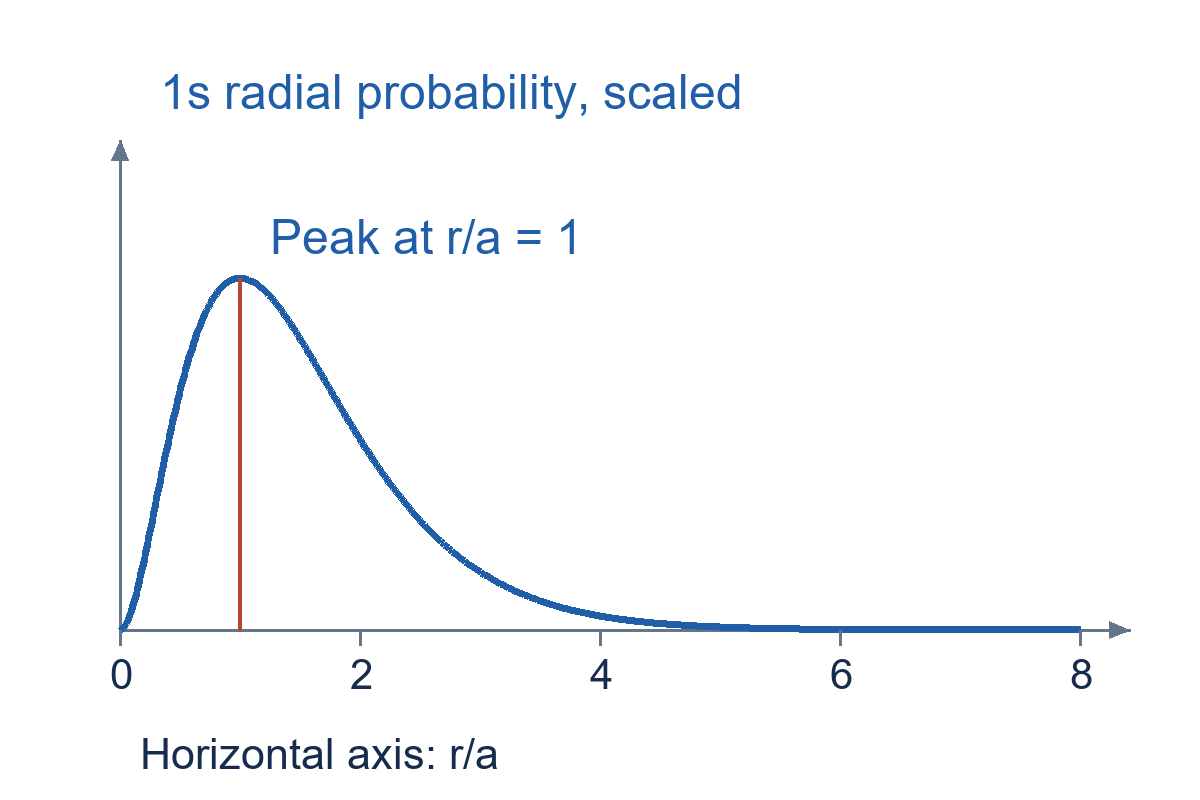 1s radial probability, scaled
Peak at r/a = 1
0 2 4 6 8
Horizontal axis: r/a